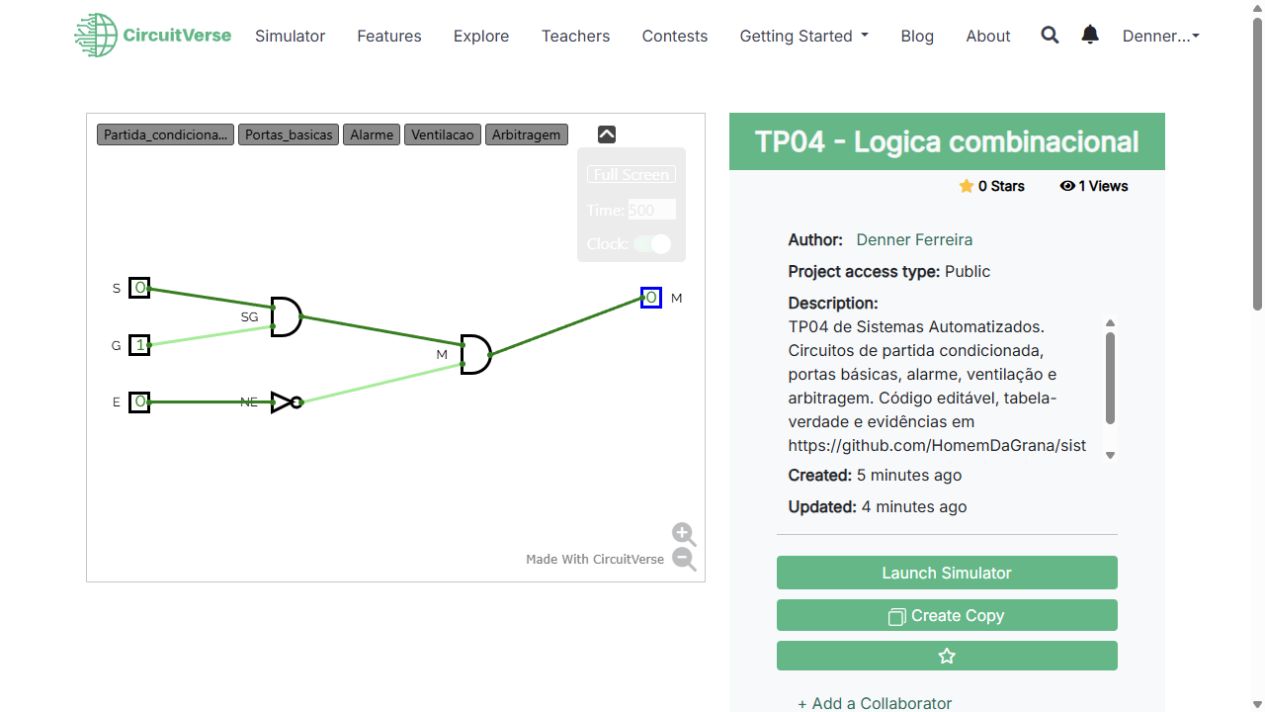 CircuitVerse Simulator Features Explore Teachers Contests Getting Started Blog About Denner...
Partida_condiciona... Portas_basicas Alarme Ventilacao Arbitragem
Full Screen
Time: 500
Clock:
S 0
SG
G 1
E 0
NE
M
0 M
Made With CircuitVerse
TP04 - Logica combinacional
0 Stars 1 Views
Author: Denner Ferreira
Project access type: Public
Description:
TP04 de Sistemas Automatizados.
Circuitos de partida condicionada,
portas básicas, alarme, ventilação e
arbitragem. Código editável, tabela-
verdade e evidências em
https://github.com/HomemDaGrana/sist
Created: 5 minutes ago
Updated: 4 minutes ago
Launch Simulator
Create Copy
+ Add a Collaborator